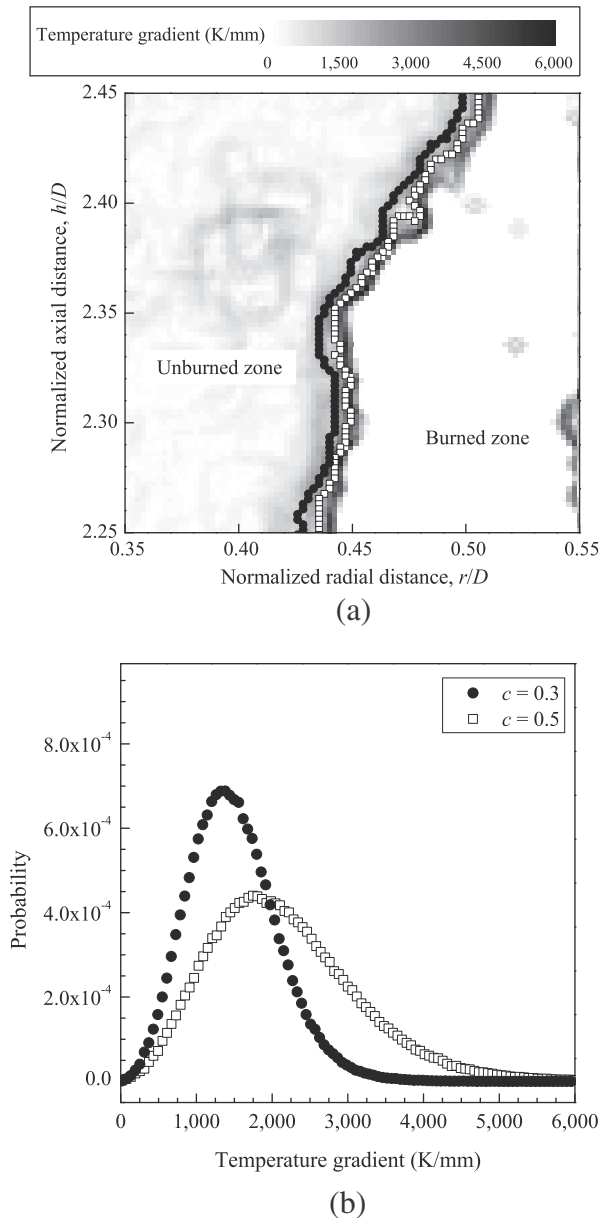 Temperature gradient (K/mm)
0 1,500 3,000 4,500 6,000
2.45
2.40
2.35
2.30
2.25
Normalized axial distance, h/D
Unburned zone
Burned zone
0.35 0.40 0.45 0.50 0.55
Normalized radial distance, r/D
(a)
c = 0.3
c = 0.5
8.0x10-4
6.0x10-4
4.0x10-4
2.0x10-4
0.0
Probability
0 1,000 2,000 3,000 4,000 5,000 6,000
Temperature gradient (K/mm)
(b)